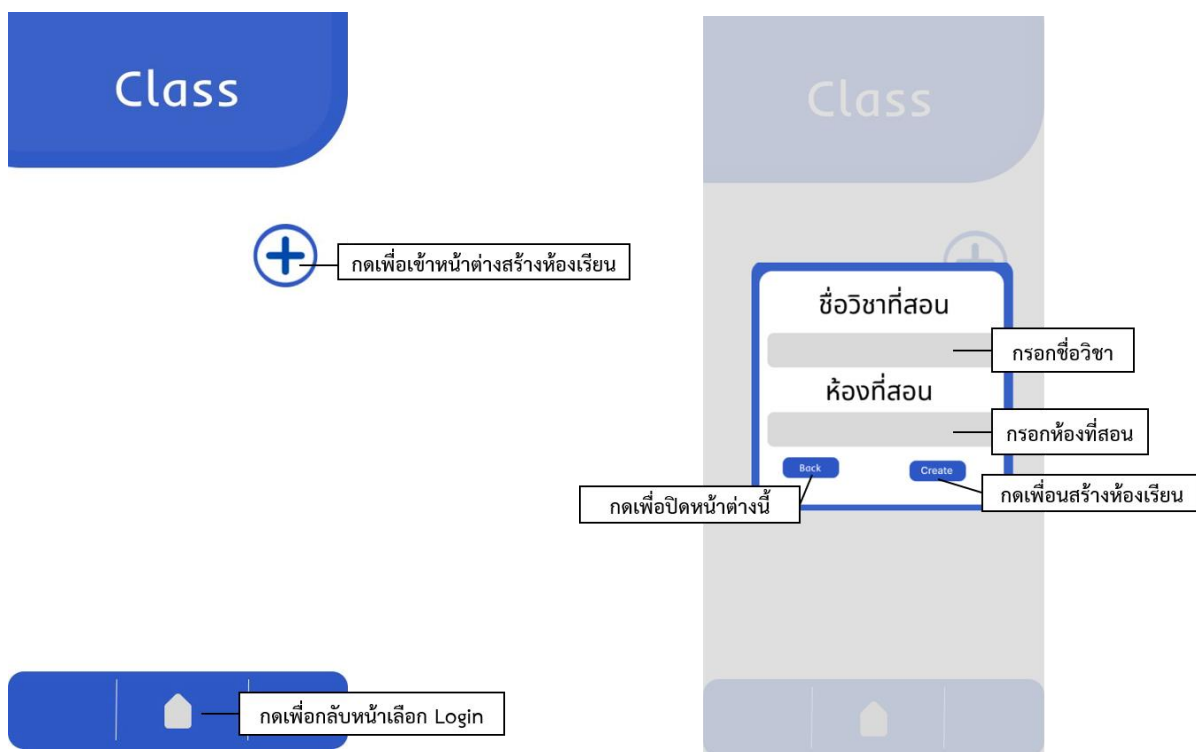 Class
กดเพื่อเข้าหน้าต่างสร้างห้องเรียน
กดเพื่อกลับหน้าเลือก Login
Class
ชื่อวิชาที่สอน
กรอกชื่อวิชา
ห้องที่สอน
กรอกห้องที่สอน
Back
Create
กดเพื่อปิดหน้าต่างนี้
กดเพื่อนสร้างห้องเรียน